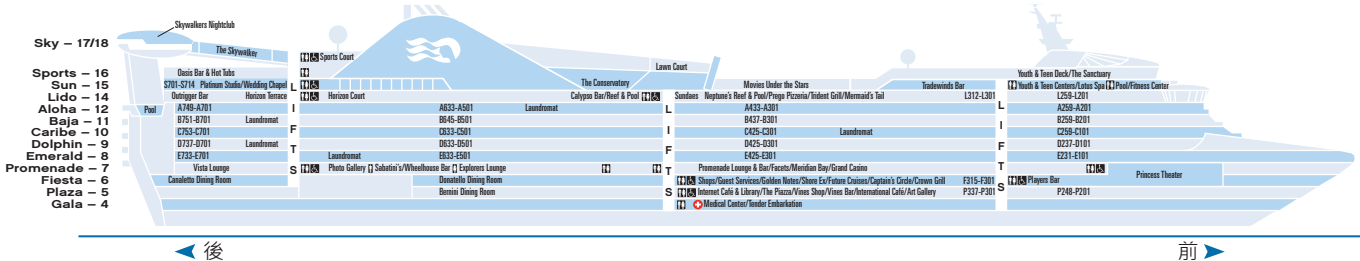 Skywalkers Nightclub
Sky – 17/18
The Skywalker
Sports Court
Lawn Court
Sports – 16
Oasis Bar & Hot Tubs
The Conservatory
Movies Under the Stars
Tradewinds Bar
Youth & Teen Deck/The Sanctuary
Sun – 15
S701-S714 Platinum Studio/Wedding Chapel
Youth & Teen Centers/Lotus Spa
Pool/Fitness Center
Lido – 14
Outrigger Bar
Horizon Terrace
Horizon Court
Calypso Bar/Reef & Pool
Sundaes Neptune's Reef & Pool/Prego Pizzeria/Trident Grill/Mermaid's Tail
L312-L301
L259-L201
Aloha – 12
Pool
A749-A701
A633-A501
Laundromat
A433-A301
A259-A201
Baja – 11
B751-B701
Laundromat
B645-B501
B437-B301
B259-B201
Caribe – 10
C753-C701
C633-C501
C425-C301
Laundromat
C259-C101
Dolphin – 9
D737-D701
Laundromat
D633-D501
D425-D301
D237-D101
Emerald – 8
E733-E701
Laundromat
E633-E501
E425-E301
E231-E101
Promenade – 7
Vista Lounge
Photo Gallery
Sabatini's/Wheelhouse Bar
Explorers Lounge
Promenade Lounge & Bar/Facets/Meridian Bay/Grand Casino
Princess Theater
Fiesta – 6
Canaletto Dining Room
Donatello Dining Room
Shops/Guest Services/Golden Notes/Shore Ex/Future Cruises/Captain's Circle/Crown Grill
F315-F301
Players Bar
Plaza – 5
Bernini Dining Room
Internet Café & Library/The Piazza/Vines Shop/Vines Bar/International Café/Art Gallery
P337-P301
P248-P201
Gala – 4
Medical Center/Tender Embarkation
LIFTS
LIFTS
LIFTS
後
前